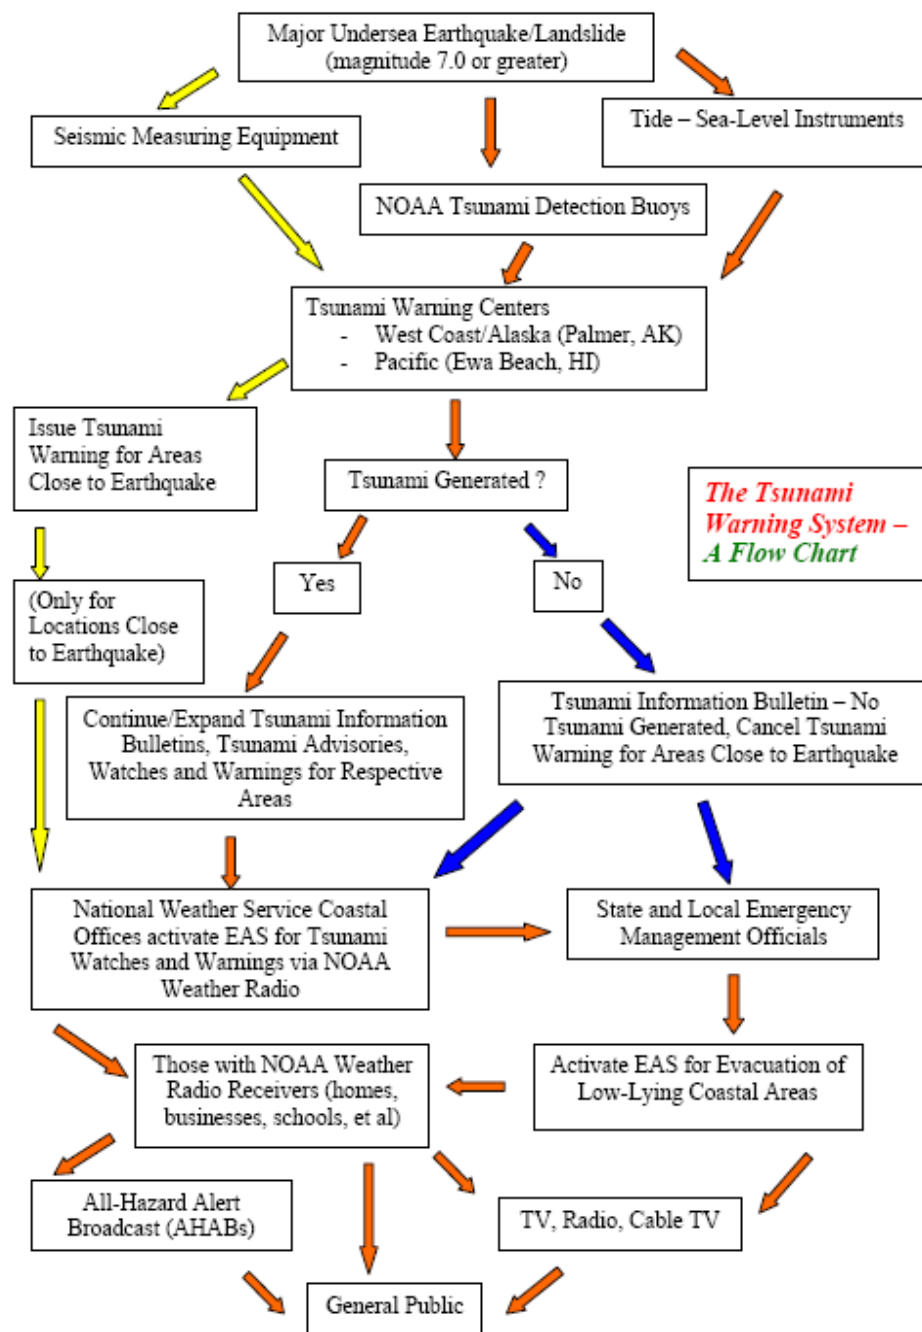 Major Undersea Earthquake/Landslide
(magnitude 7.0 or greater)
Seismic Measuring Equipment
Tide – Sea-Level Instruments
NOAA Tsunami Detection Buoys
Tsunami Warning Centers
- West Coast/Alaska (Palmer, AK)
- Pacific (Ewa Beach, HI)
Issue Tsunami
Warning for Areas
Close to Earthquake
Tsunami Generated ?
The Tsunami
Warning System –
A Flow Chart
Yes
No
(Only for
Locations Close
to Earthquake)
Continue/Expand Tsunami Information
Bulletins, Tsunami Advisories,
Watches and Warnings for Respective
Areas
Tsunami Information Bulletin – No
Tsunami Generated, Cancel Tsunami
Warning for Areas Close to Earthquake
National Weather Service Coastal
Offices activate EAS for Tsunami
Watches and Warnings via NOAA
Weather Radio
State and Local Emergency
Management Officials
Those with NOAA Weather
Radio Receivers (homes,
businesses, schools, et al)
Activate EAS for Evacuation of
Low-Lying Coastal Areas
All-Hazard Alert
Broadcast (AHABs)
TV, Radio, Cable TV
General Public